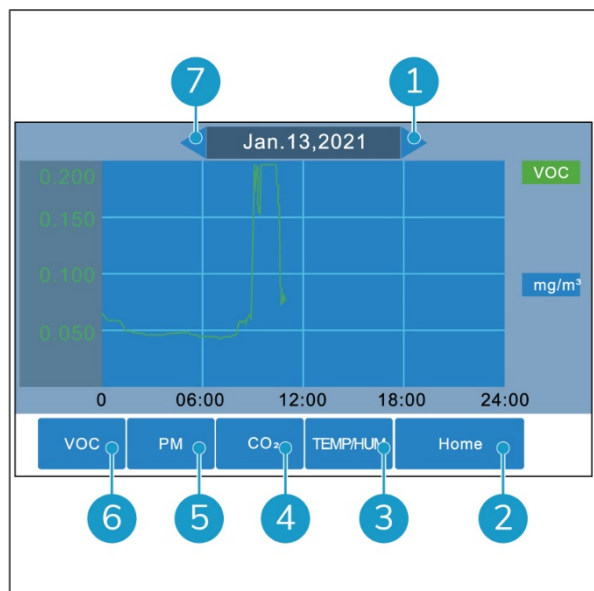 7 1
Jan.13,2021
0.200 VOC
0.150
0.100 mg/m³
0.050
0 06:00 12:00 18:00 24:00
VOC PM CO₂ TEMP/HUM Home
6 5 4 3 2